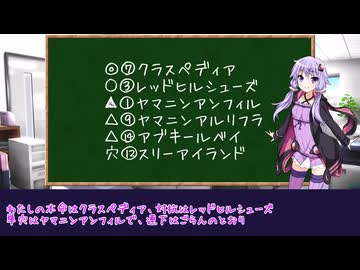 ◎⑦クラスペディア
○③レッドヒルシューズ
▲①ヤマニンアンフィル
△⑨ヤマニンアルリフラ
△⑭アブキールベイ
穴⑫スリーアイランド
わたしの本命はクラスペディア、対抗はレッドヒルシューズ
単穴はヤマニンアンフィルで、連下はごらんのとおり